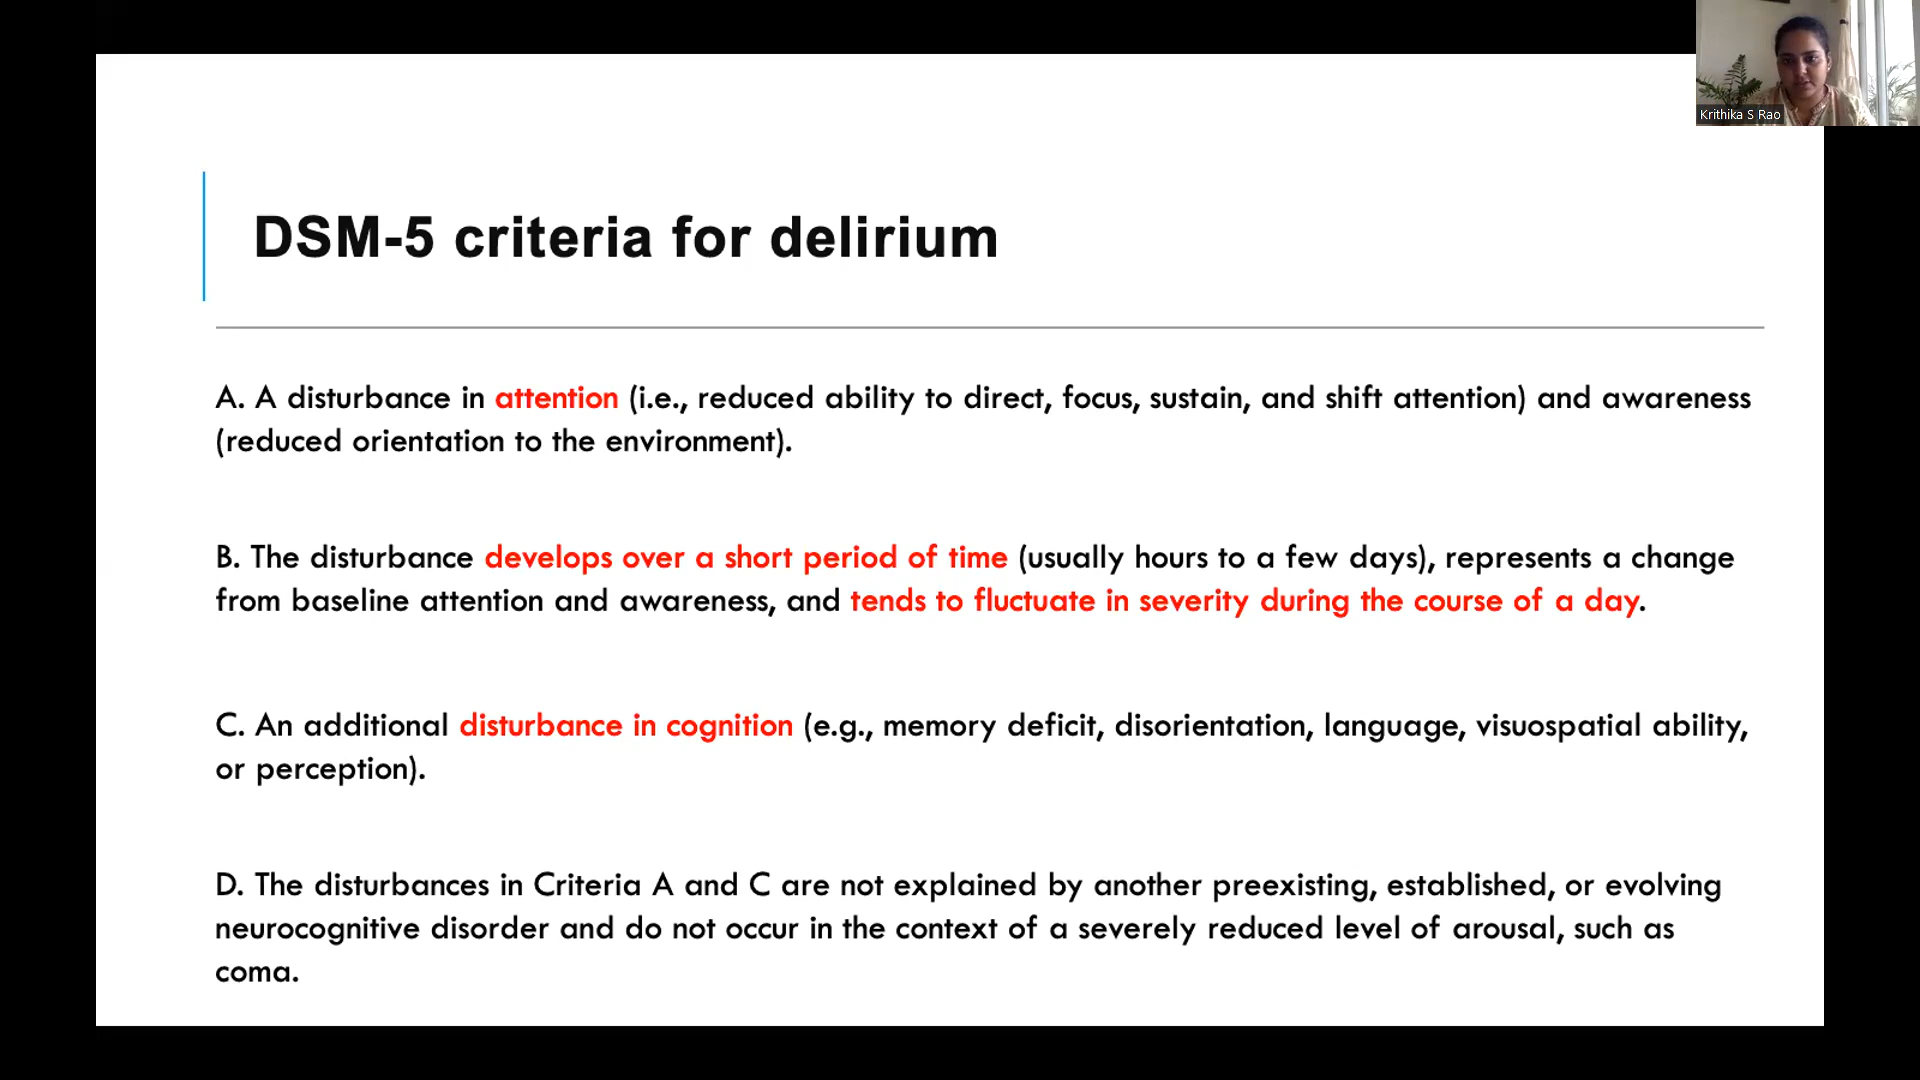 Krithika S Rao
DSM-5 criteria for delirium
A. A disturbance in attention (i.e., reduced ability to direct, focus, sustain, and shift attention) and awareness
(reduced orientation to the environment).
B. The disturbance develops over a short period of time (usually hours to a few days), represents a change
from baseline attention and awareness, and tends to fluctuate in severity during the course of a day.
C. An additional disturbance in cognition (e.g., memory deficit, disorientation, language, visuospatial ability,
or perception).
D. The disturbances in Criteria A and C are not explained by another preexisting, established, or evolving
neurocognitive disorder and do not occur in the context of a severely reduced level of arousal, such as
coma.